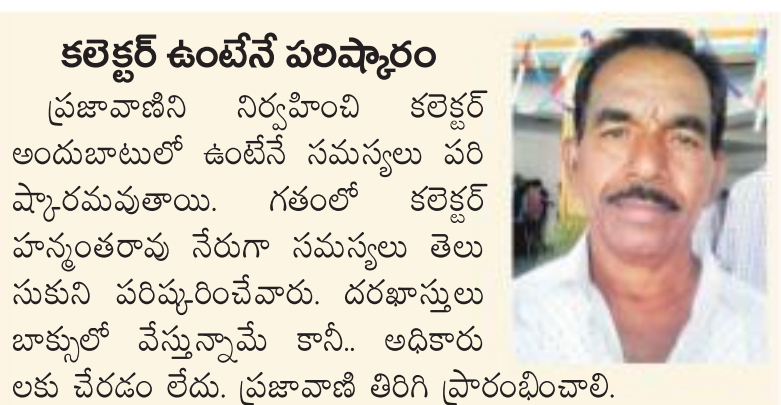 కలెక్టర్ ఉంటేనే పరిష్కారం
ప్రజావాణిని నిర్వహించి కలెక్టర్
అందుబాటులో ఉంటేనే సమస్యలు పరి
ష్కారమవుతాయి. గతంలో కలెక్టర్
హన్మంతరావు నేరుగా సమస్యలు తెలు
సుకుని పరిష్కరించేవారు. దరఖాస్తులు
బాక్సులో వేస్తున్నామే కానీ.. అధికారు
లకు చేరడం లేదు. ప్రజావాణి తిరిగి ప్రారంభించాలి.